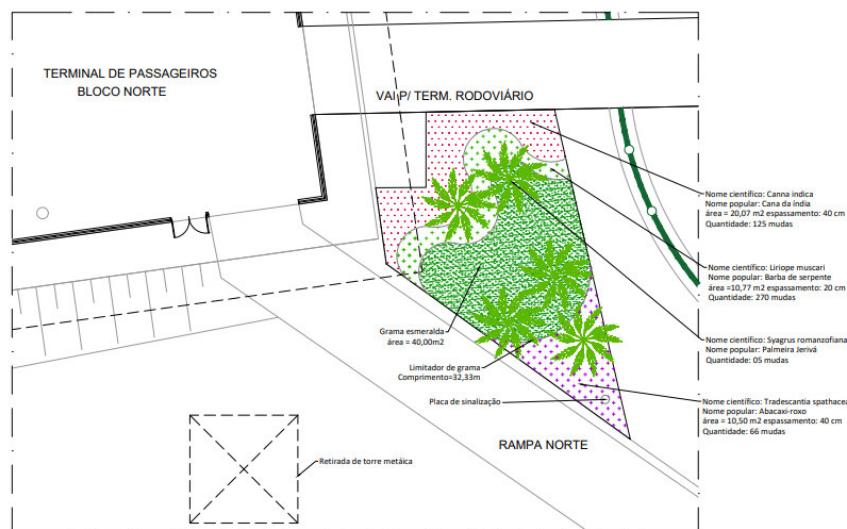 TERMINAL DE PASSAGEIROS
BLOCO NORTE
VAI P/ TERM. RODOVIÁRIO
Nome científico: Canna indica
Nome popular: Cana da índia
área = 20,07 m2 espassamento: 40 cm
Quantidade: 125 mudas
Nome científico: Liriope muscari
Nome popular: Barba de serpente
área =10,77 m2 espassamento: 20 cm
Quantidade: 270 mudas
Grama esmeralda
área = 40,00m2
Nome científico: Syagrus romanzofiana
Nome popular: Palmeira Jerivá
Quantidade: 05 mudas
Limitador de grama
Comprimento=32,33m
Placa de sinalização
Nome científico: Tradescantia spathacea
Nome popular: Abacaxi-roxo
área = 10,50 m2 espassamento: 40 cm
Quantidade: 66 mudas
RAMPA NORTE
Retirada de torre metáica